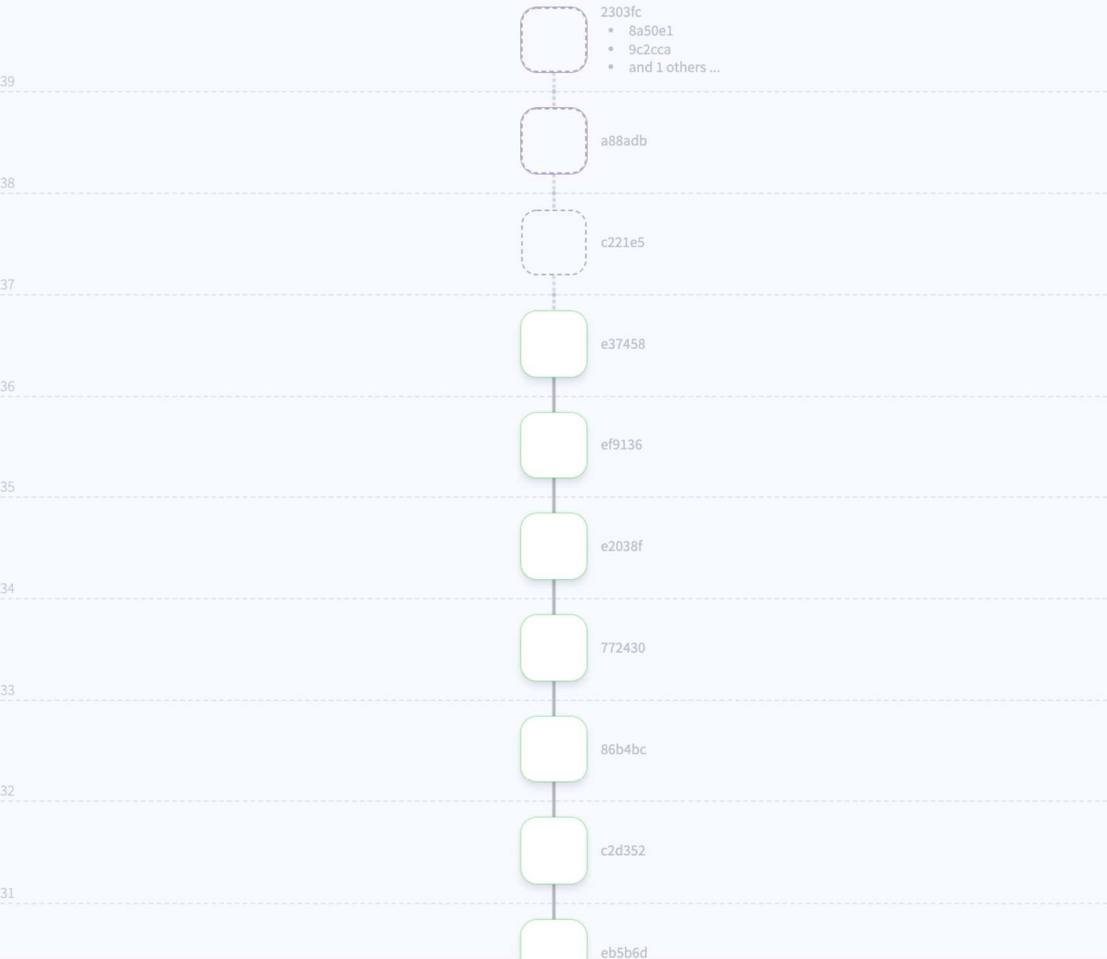 2303fc
• 8a50e1
• 9c2cca
• and 1 others ...
39
a88adb
38
c221e5
37
e37458
36
ef9136
35
e2038f
34
772430
33
86b4bc
32
c2d352
31
eb5b6d